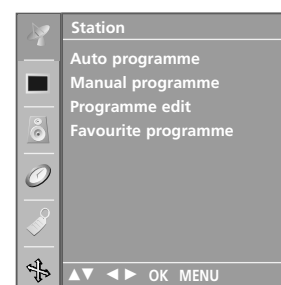 Station
Auto programme
Manual programme
Programme edit
Favourite programme
▲▼ ◄► OK MENU